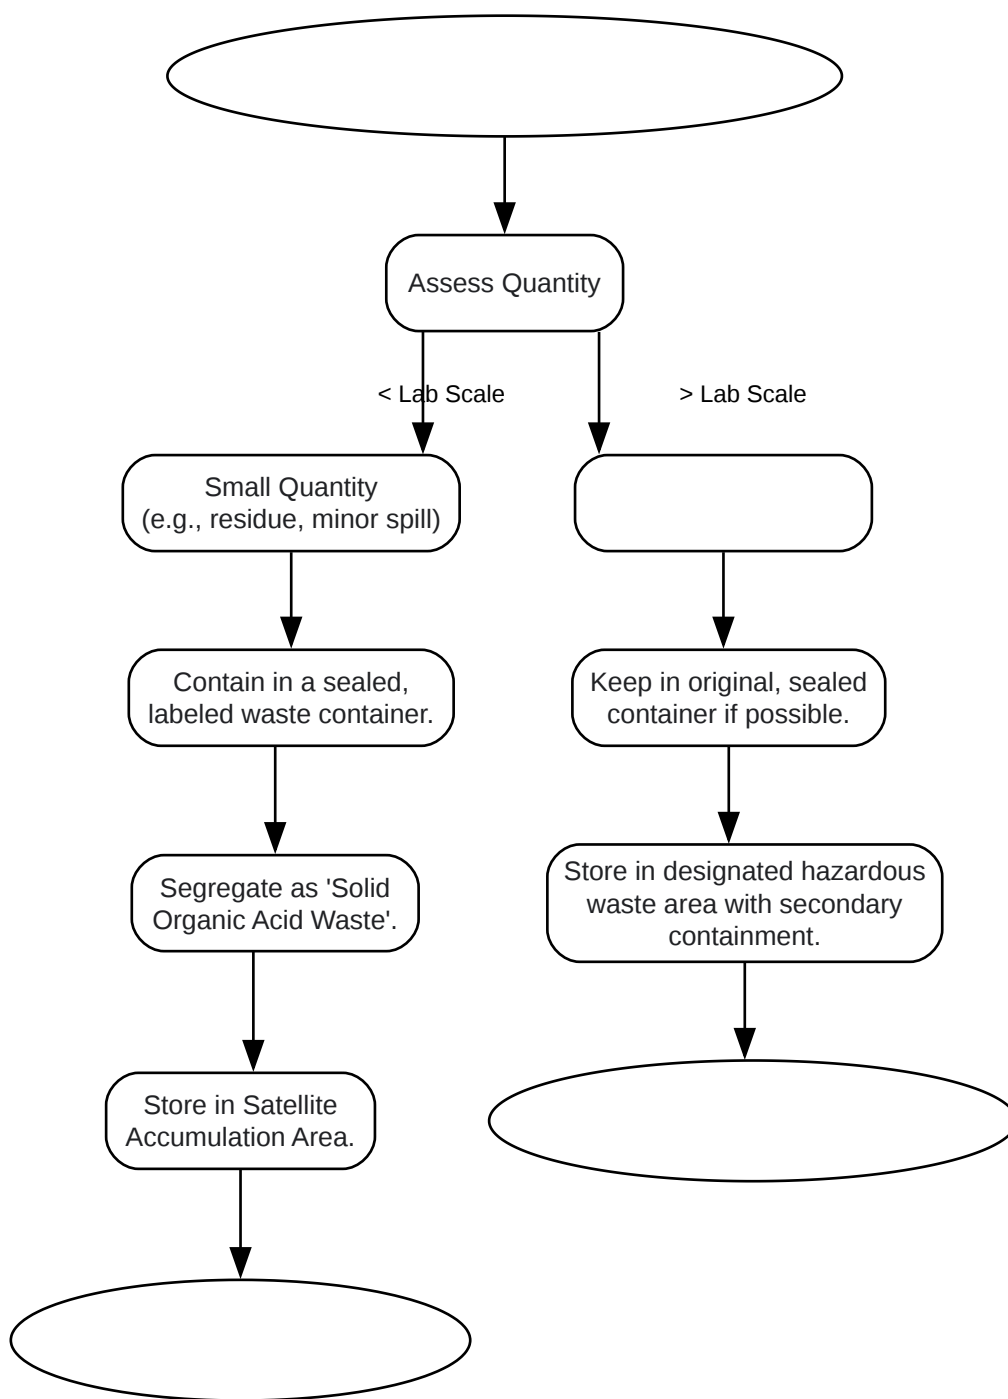 Assess Quantity
< Lab Scale
> Lab Scale
Small Quantity
(e.g., residue, minor spill)
Contain in a sealed,
labeled waste container.
Keep in original, sealed
container if possible.
Segregate as 'Solid
Organic Acid Waste'.
Store in designated hazardous
waste area with secondary
containment.
Store in Satellite
Accumulation Area.